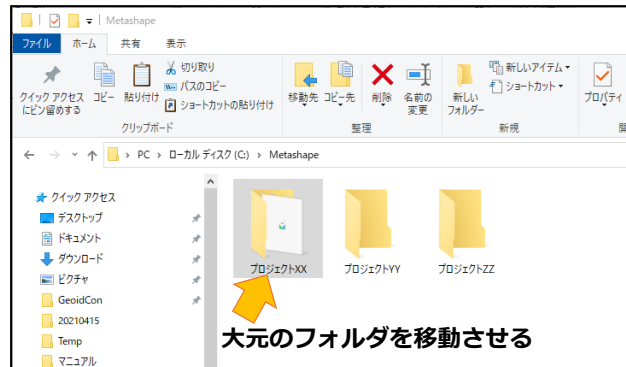 Metashape
ファイル ホーム 共有 表示
クイック アクセス
にピン留めする
コピー
貼り付け
切り取り
パスのコピー
ショートカットの貼り付け
移動先 コピー先 削除 名前の
変更
新しい
フォルダー
新しいアイテム
ショートカット
プロパティ
クリップボード 整理 新規
PC › ローカル ディスク (C:) › Metashape
クイック アクセス
デスクトップ
ドキュメント
ダウンロード
ピクチャ
GeoidCon
20210415
Temp
マニュアル
プロジェクトXX プロジェクトYY プロジェクトZZ
大元のフォルダを移動させる